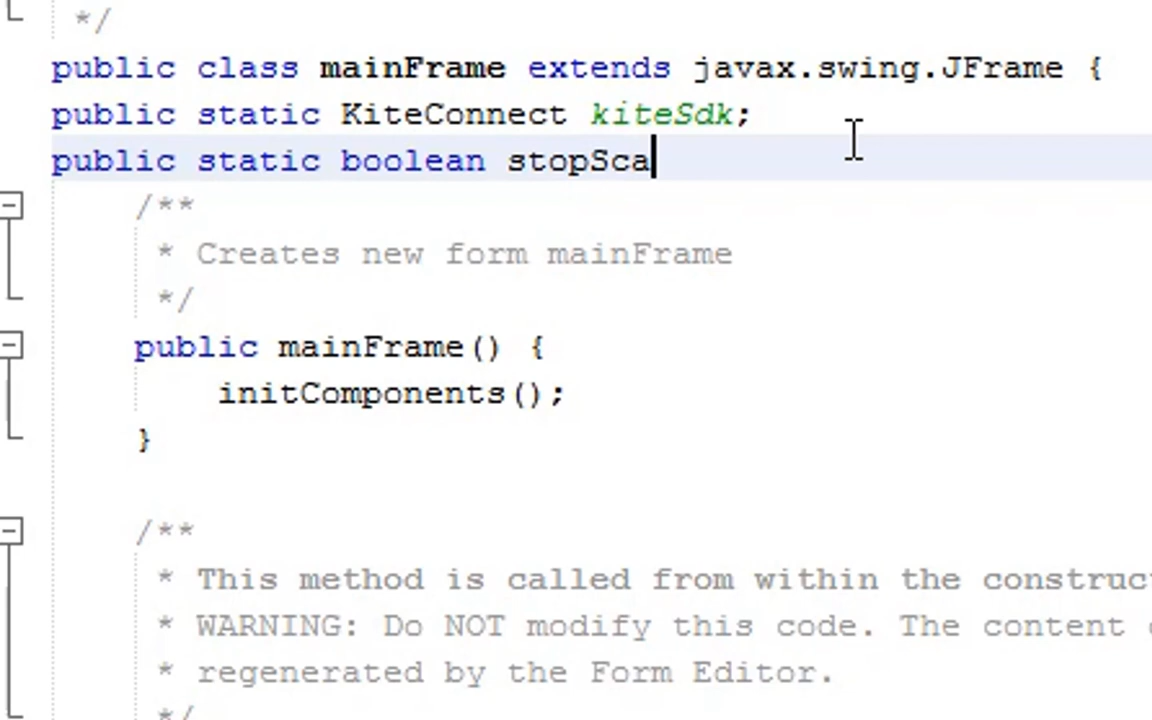 */
public class mainFrame extends javax.swing.JFrame {
public static KiteConnect kiteSdk;
public static boolean stopSca
/**
* Creates new form mainFrame
*/
public mainFrame() {
initComponents();
}
/**
* This method is called from within the construct
* WARNING: Do NOT modify this code. The content
* regenerated by the Form Editor.
*/